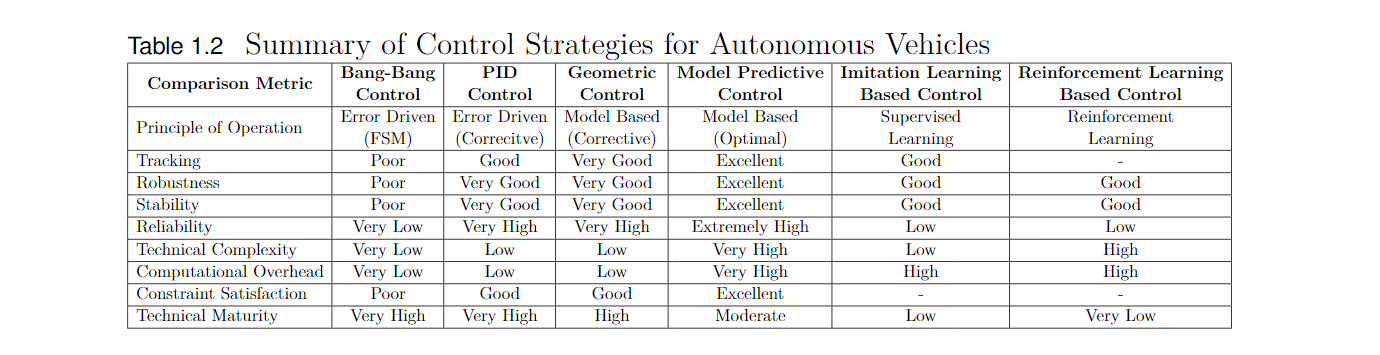 Table 1.2 Summary of Control Strategies for Autonomous Vehicles
Comparison Metric Bang-Bang Control PID Control Geometric Control Model Predictive Control Imitation Learning Based Control Reinforcement Learning Based Control
Principle of Operation Error Driven (FSM) Error Driven (Correcitve) Model Based (Corrective) Model Based (Optimal) Supervised Learning Reinforcement Learning
Tracking Poor Good Very Good Excellent Good -
Robustness Poor Very Good Very Good Excellent Good Good
Stability Poor Very Good Very Good Excellent Good Good
Reliability Very Low Very High Very High Extremely High Low Low
Technical Complexity Very Low Low Low Very High Low High
Computational Overhead Very Low Low Low Very High High High
Constraint Satisfaction Poor Good Good Excellent - -
Technical Maturity Very High Very High High Moderate Low Very Low